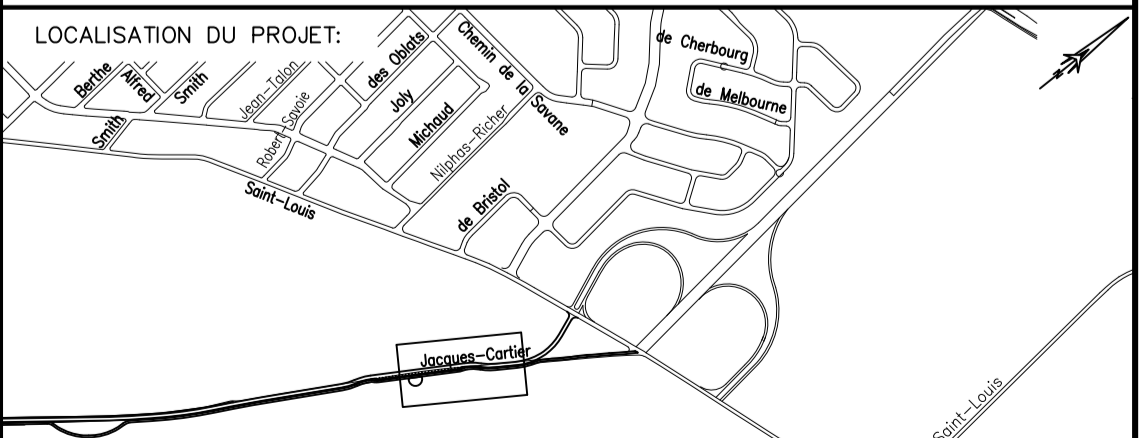 LOCALISATION DU PROJET:
Berthe
Alfred
Smith
Jean-Talon
des Oblats
Chemin de la Savane
de Cherbourg
Joly
de Melbourne
Smith
Robert-Savoie
Michaud
Nilphas-Richer
Saint-Louis
de Bristol
Jacques-Cartier
Saint-Louis
N